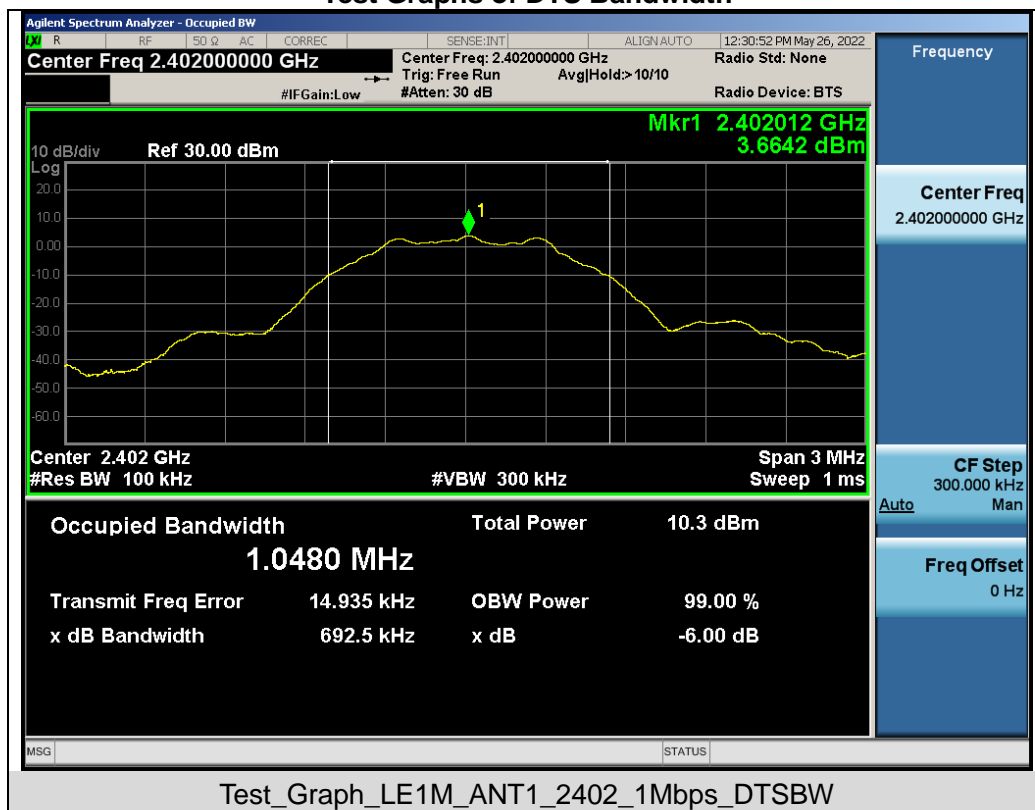 Test Graphs of DTS Bandwidth
Agilent Spectrum Analyzer - Occupied BW
LXI R RF 50 Ω AC CORREC SENSE:INT ALIGN AUTO 12:30:52 PM May 26, 2022
Center Freq 2.402000000 GHz
Center Freq: 2.402000000 GHz
Radio Std: None
Trig: Free Run Avg|Hold:> 10/10
#IFGain:Low #Atten: 30 dB Radio Device: BTS
Mkr1 2.402012 GHz
3.6642 dBm
10 dB/div Ref 30.00 dBm
Log
20.0
10.0
0.00
-10.0
-20.0
-30.0
-40.0
-50.0
-60.0
1
Center 2.402 GHz Span 3 MHz
#Res BW 100 kHz #VBW 300 kHz Sweep 1 ms
Occupied Bandwidth Total Power 10.3 dBm
1.0480 MHz
Transmit Freq Error 14.935 kHz OBW Power 99.00 %
x dB Bandwidth 692.5 kHz x dB -6.00 dB
Frequency
Center Freq
2.402000000 GHz
CF Step
300.000 kHz
Auto Man
Freq Offset
0 Hz
MSG STATUS
Test_Graph_LE1M_ANT1_2402_1Mbps_DTSBW